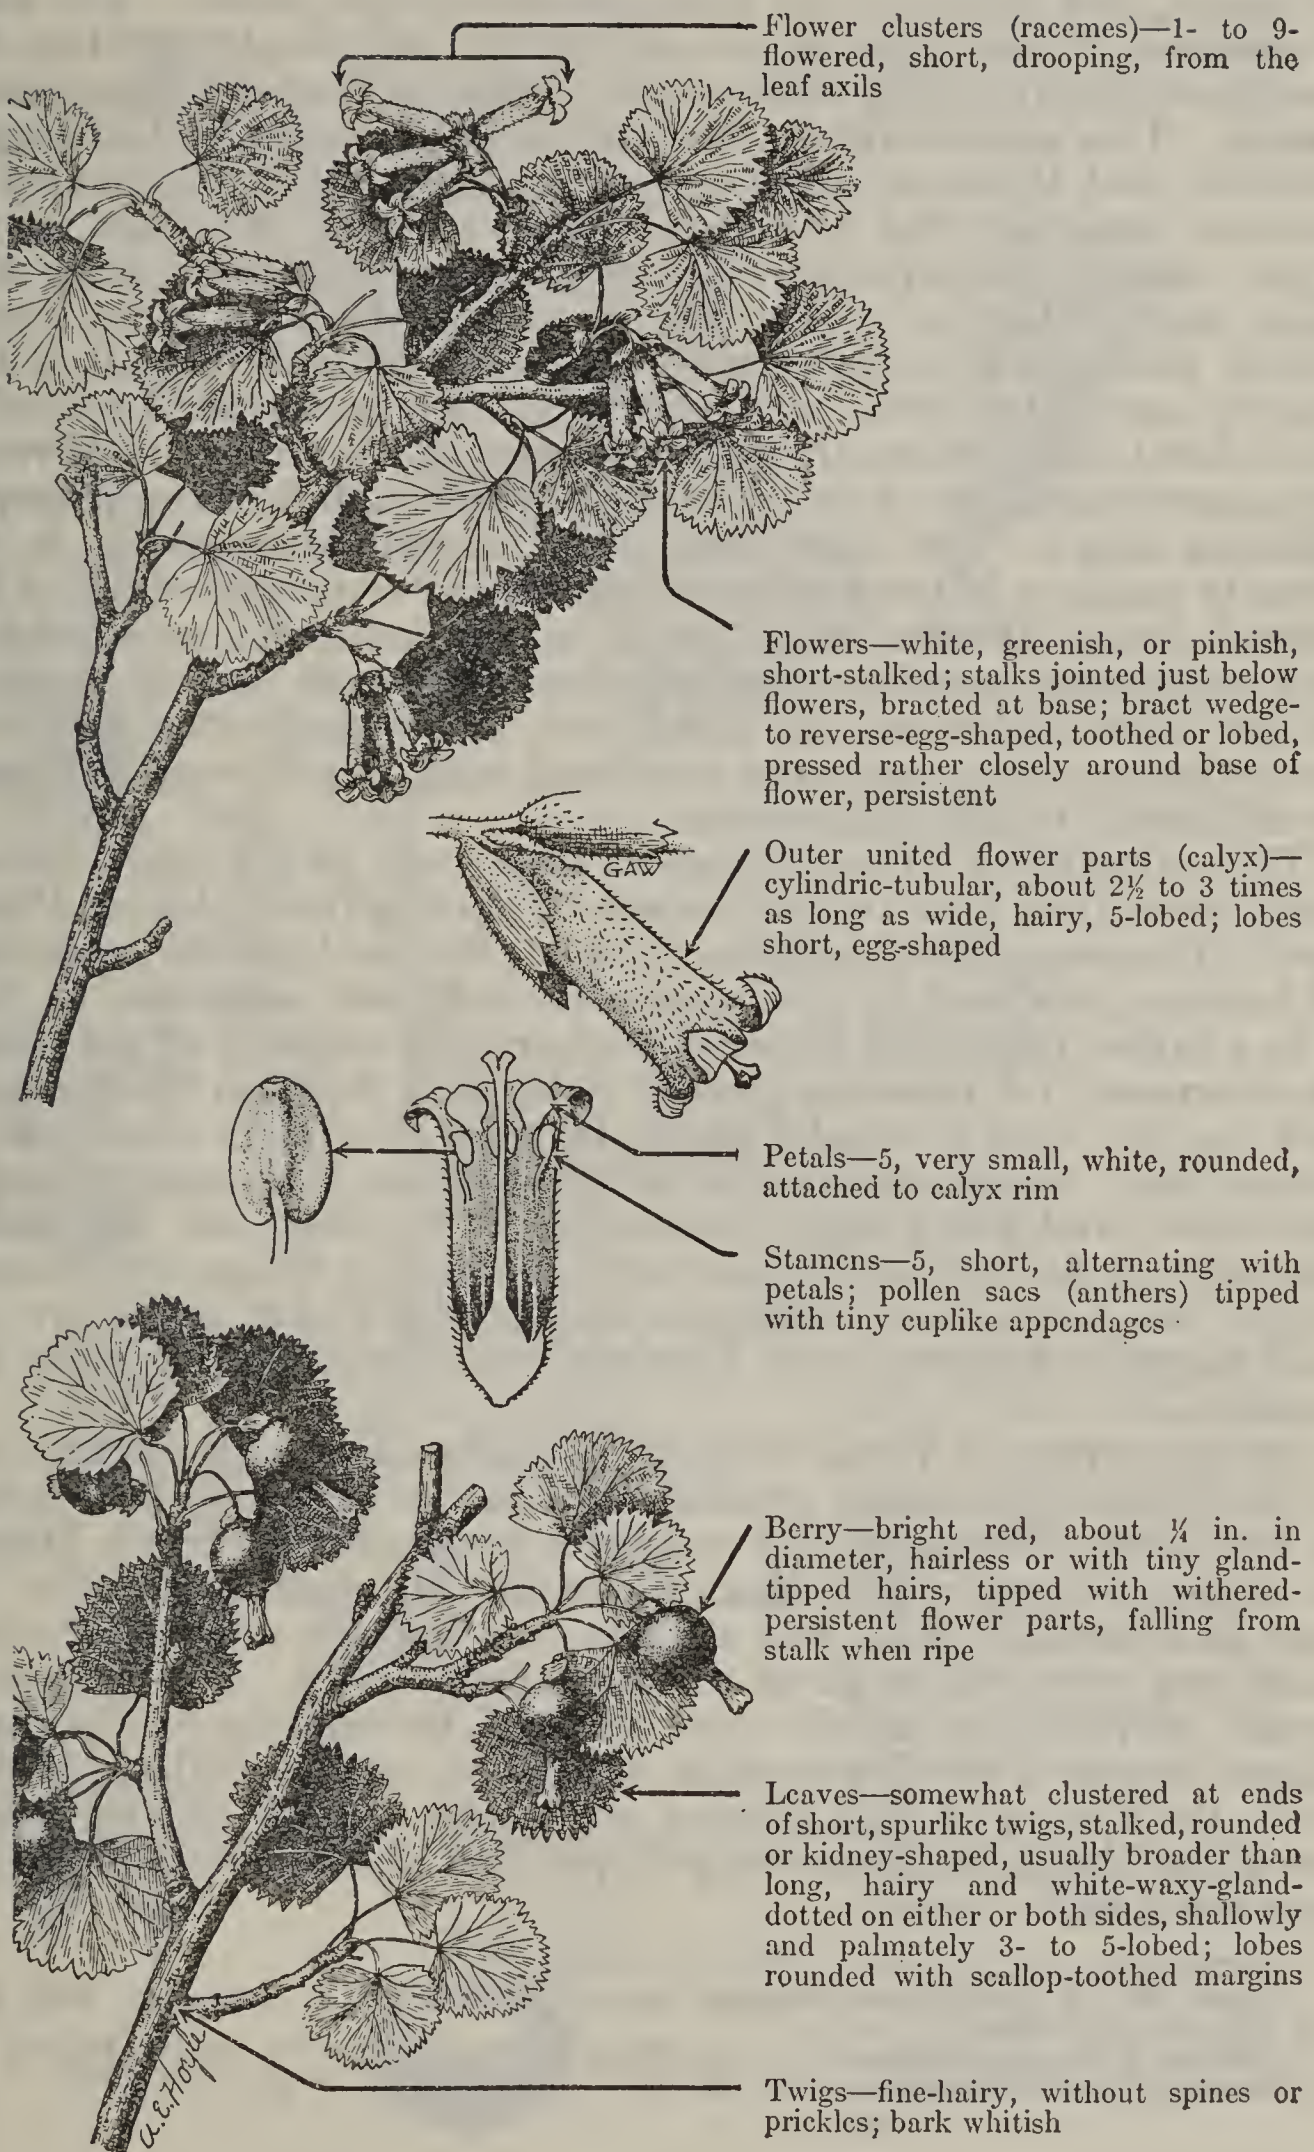 Flower clusters (racemes)—1- to 9-
flowered, short, drooping, from the
leaf axils
Flowers—white, greenish, or pinkish,
short-stalked; stalks jointed just below
flowers, bracted at base; bract wedge-
to reverse-egg-shaped, toothed or lobed,
pressed rather closely around base of
flower, persistent
GAW
Outer united flower parts (calyx)—
cylindric-tubular, about 2½ to 3 times
as long as wide, hairy, 5-lobed; lobes
short, egg-shaped
Petals—5, very small, white, rounded,
attached to calyx rim
Stamens—5, short, alternating with
petals; pollen sacs (anthers) tipped
with tiny cuplike appendages
Berry—bright red, about ¼ in. in
diameter, hairless or with tiny gland-
tipped hairs, tipped with withered-
persistent flower parts, falling from
stalk when ripe
Leaves—somewhat clustered at ends
of short, spurlike twigs, stalked, rounded
or kidney-shaped, usually broader than
long, hairy and white-waxy-gland-
dotted on either or both sides, shallowly
and palmately 3- to 5-lobed; lobes
rounded with scallop-toothed margins
A.E. Hoyle
Twigs—fine-hairy, without spines or
prickles; bark whitish